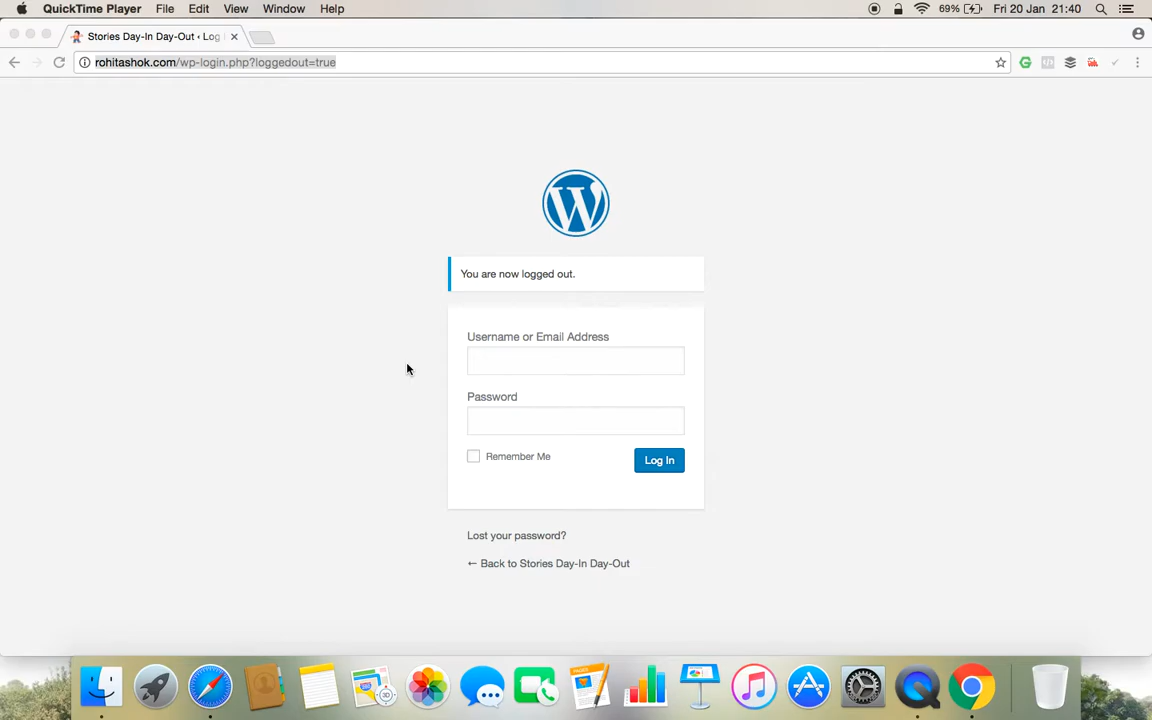 QuickTime Player File Edit View Window Help 69% Fri 20 Jan 21:40
Stories Day-In Day-Out ‹ Log
rohitashok.com/wp-login.php?loggedout=true
You are now logged out.
Username or Email Address
Password
Remember Me Log In
Lost your password?
← Back to Stories Day-In Day-Out